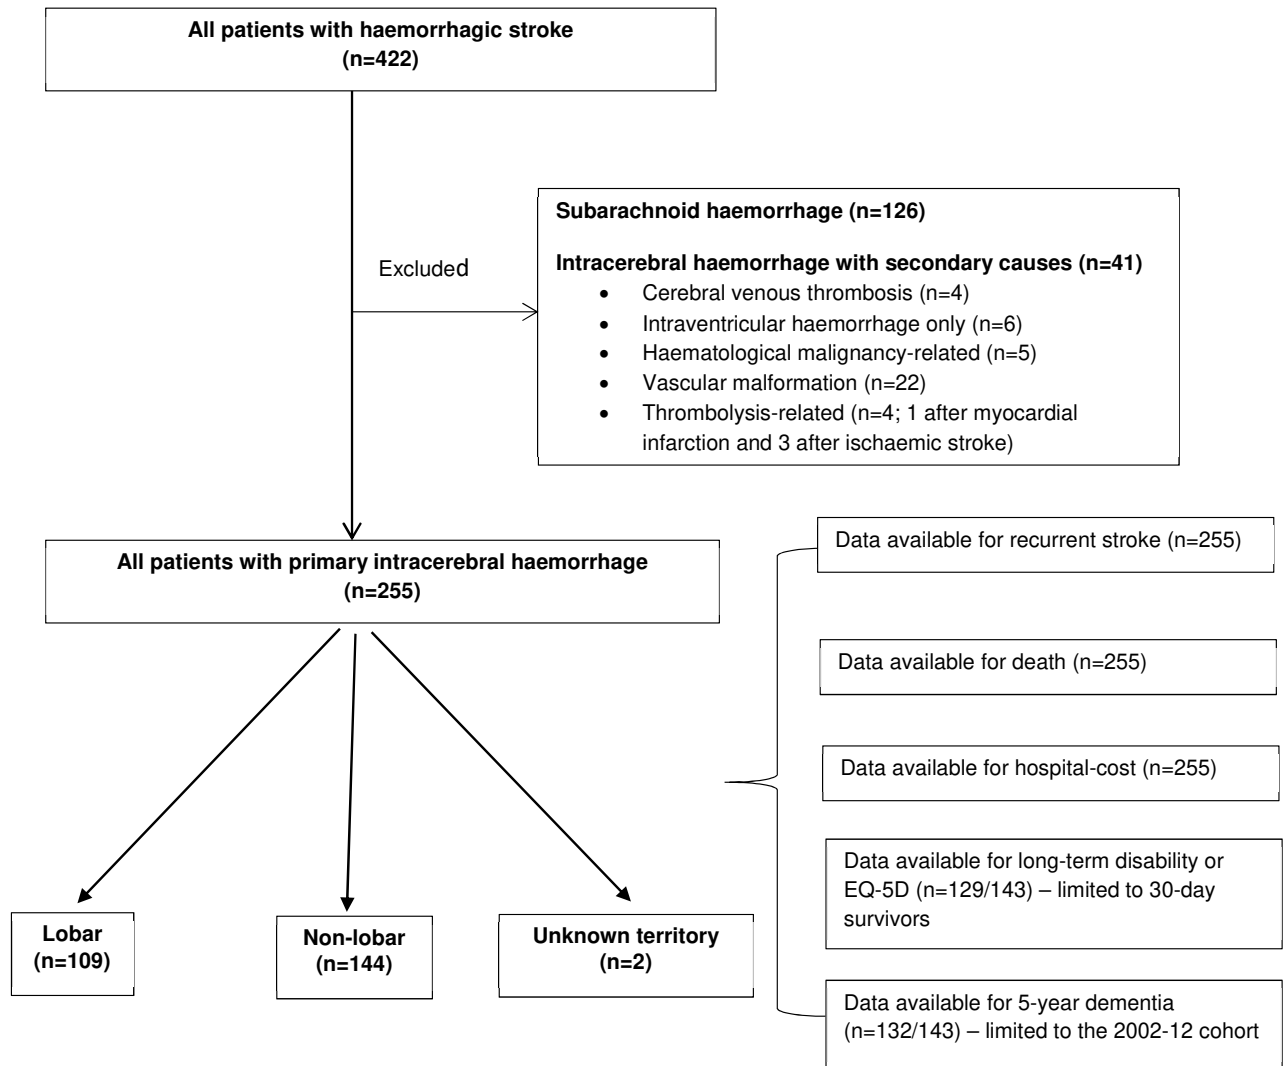 All patients with haemorrhagic stroke
(n=422)
Excluded
Subarachnoid haemorrhage (n=126)
Intracerebral haemorrhage with secondary causes (n=41)
• Cerebral venous thrombosis (n=4)
• Intraventricular haemorrhage only (n=6)
• Haematological malignancy-related (n=5)
• Vascular malformation (n=22)
• Thrombolysis-related (n=4; 1 after myocardial
infarction and 3 after ischaemic stroke)
All patients with primary intracerebral haemorrhage
(n=255)
Lobar
(n=109)
Non-lobar
(n=144)
Unknown territory
(n=2)
Data available for recurrent stroke (n=255)
Data available for death (n=255)
Data available for hospital-cost (n=255)
Data available for long-term disability or
EQ-5D (n=129/143) – limited to 30-day
survivors
Data available for 5-year dementia
(n=132/143) – limited to the 2002-12 cohort